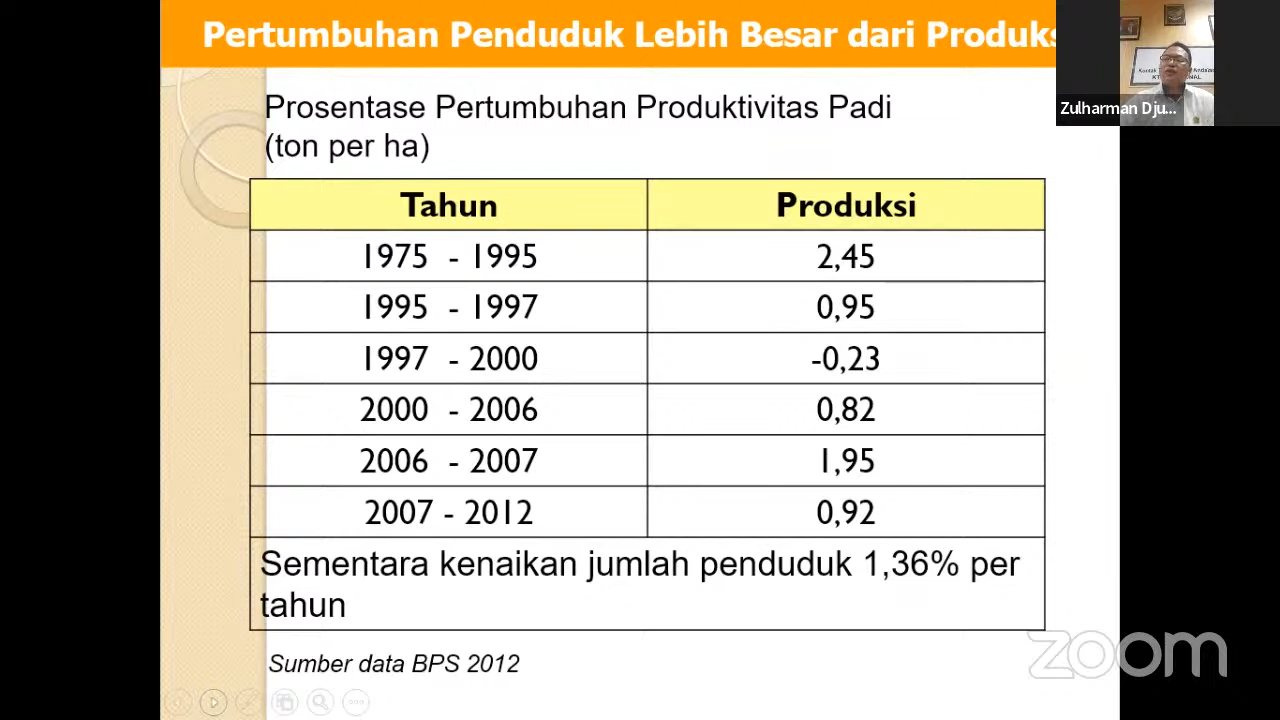 Pertumbuhan Penduduk Lebih Besar dari Produks
Zulharman Dju...
Prosentase Pertumbuhan Produktivitas Padi
(ton per ha)
Tahun Produksi
1975 - 1995 2,45
1995 - 1997 0,95
1997 - 2000 -0,23
2000 - 2006 0,82
2006 - 2007 1,95
2007 - 2012 0,92
Sementara kenaikan jumlah penduduk 1,36% per
tahun
Sumber data BPS 2012
zoom